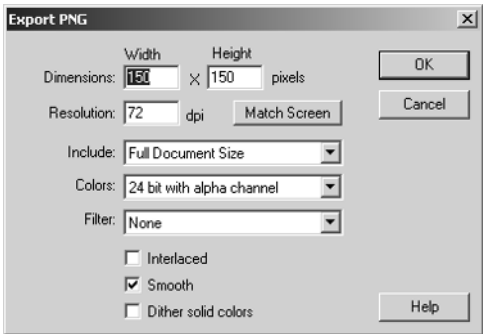 Export PNG
Width Height
Dimensions: 150 X 150 pixels
OK
Resolution: 72 dpi Match Screen
Cancel
Include: Full Document Size
Colors: 24 bit with alpha channel
Filter: None
Interlaced
Smooth
Dither solid colors
Help